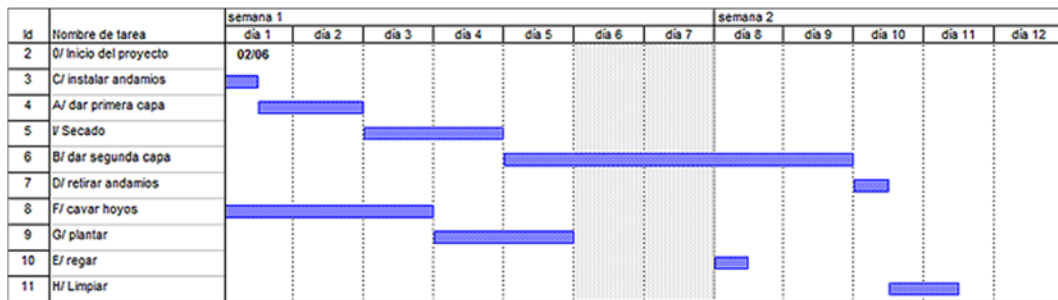 semana 1 semana 2
Id Nombre de tarea día 1 día 2 día 3 día 4 día 5 día 6 día 7 día 8 día 9 día 10 día 11 día 12
2 0/ Inicio del proyecto 02/06
3 C/ instalar andamios
4 A/ dar primera capa
5 I/ Secado
6 B/ dar segunda capa
7 D/ retirar andamios
8 F/ cavar hoyos
9 G/ plantar
10 E/ regar
11 H/ Limpiar